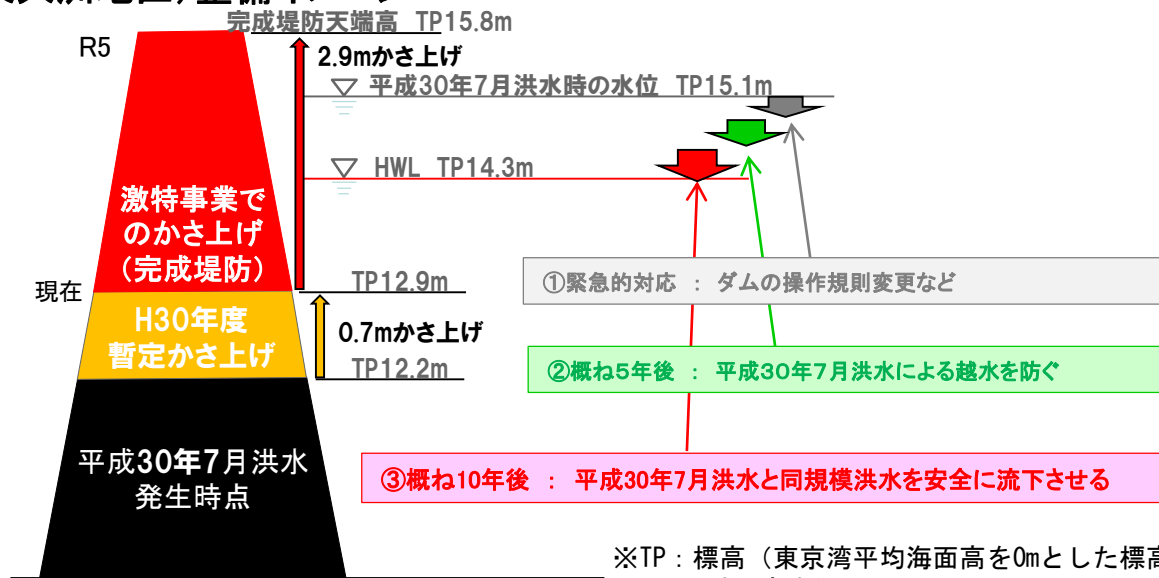 完成堤防天端高 TP15.8m
R5
2.9mかさ上げ
平成30年7月洪水時の水位 TP15.1m
HWL TP14.3m
激特事業で
のかさ上げ
（完成堤防）
現在
TP12.9m
①緊急的対応 ： ダムの操作規則変更など
H30年度
暫定かさ上げ
0.7mかさ上げ
TP12.2m
②概ね５年後 ： 平成３０年７月洪水による越水を防ぐ
平成30年7月洪水
発生時点
③概ね10年後 ： 平成30年7月洪水と同規模洪水を安全に流下させる
※TP：標高（東京湾平均海面高を0mとした標高